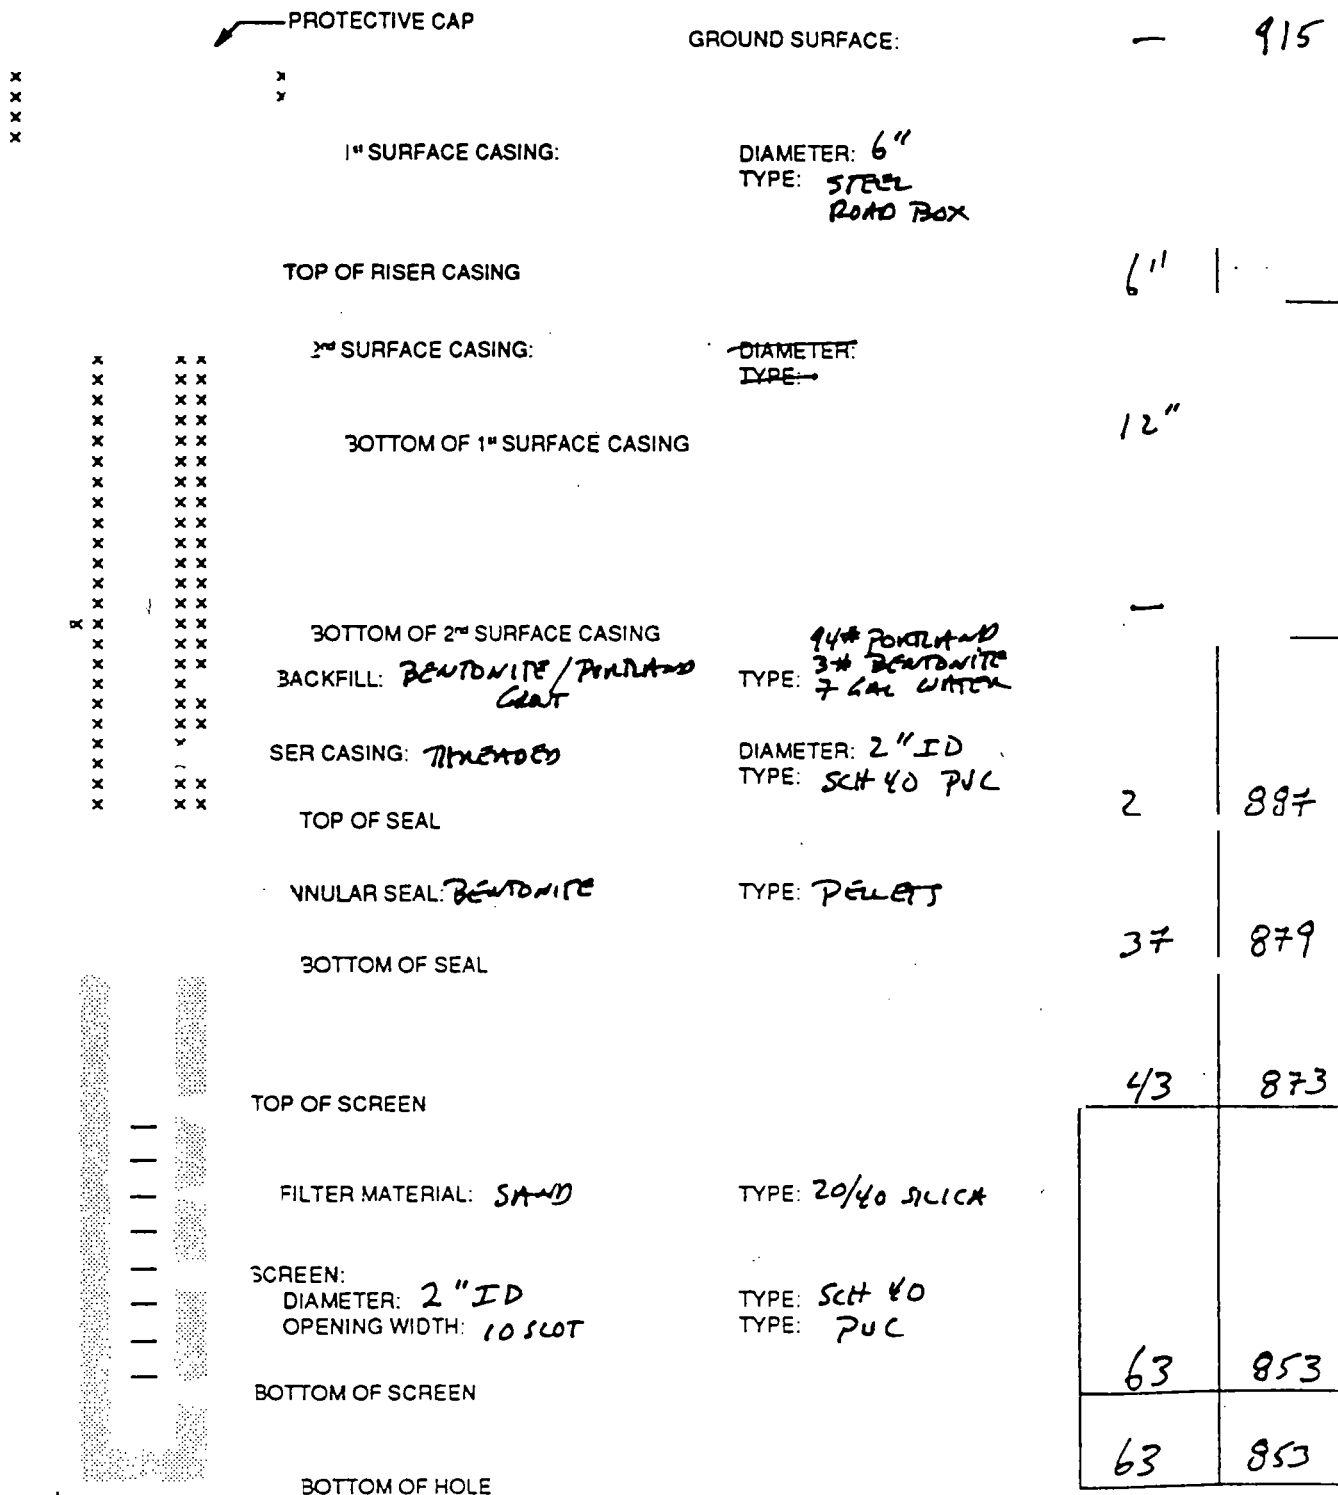 PROTECTIVE CAP
GROUND SURFACE: — 915
1st SURFACE CASING: DIAMETER: 6"
TYPE: STEEL
ROAD BOX
TOP OF RISER CASING 6"
2nd SURFACE CASING: DIAMETER:
TYPE:
BOTTOM OF 1st SURFACE CASING 12"
BOTTOM OF 2nd SURFACE CASING —
94# PORTLAND
BACKFILL: BENTONITE/PORTLAND 3# BENTONITE
GROUT TYPE: 7 GAL WATER
SER CASING: THREADED DIAMETER: 2" ID
TYPE: SCH 40 PVC
TOP OF SEAL 2 887
NNULAR SEAL: BENTONITE TYPE: PELLETS
BOTTOM OF SEAL 37 879
TOP OF SCREEN 43 873
FILTER MATERIAL: SAND TYPE: 20/40 SILICA
SCREEN:
DIAMETER: 2" ID TYPE: SCH 40
OPENING WIDTH: 10 SLOT TYPE: PVC
BOTTOM OF SCREEN 63 853
BOTTOM OF HOLE 63 853